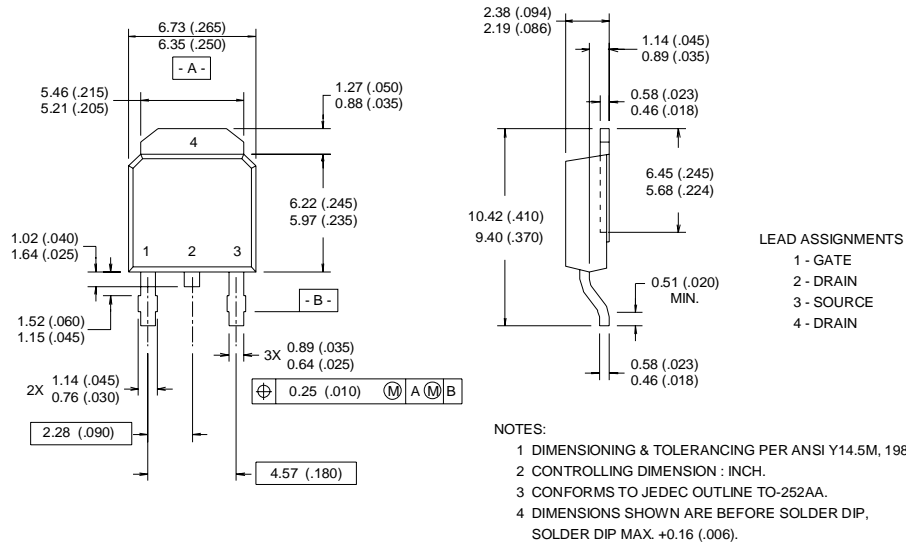 6.73 (.265)
6.35 (.250)
- A -
5.46 (.215)
5.21 (.205)
1.27 (.050)
0.88 (.035)
4
6.22 (.245)
5.97 (.235)
1.02 (.040)
1.64 (.025)
1 2 3
- B -
1.52 (.060)
1.15 (.045)
3X 0.89 (.035)
0.64 (.025)
2X 1.14 (.045)
0.76 (.030)
⌖ 0.25 (.010) Ⓜ A Ⓜ B
2.28 (.090)
4.57 (.180)
2.38 (.094)
2.19 (.086)
1.14 (.045)
0.89 (.035)
0.58 (.023)
0.46 (.018)
6.45 (.245)
5.68 (.224)
10.42 (.410)
9.40 (.370)
0.51 (.020)
MIN.
0.58 (.023)
0.46 (.018)
LEAD ASSIGNMENTS
1 - GATE
2 - DRAIN
3 - SOURCE
4 - DRAIN
NOTES:
1 DIMENSIONING & TOLERANCING PER ANSI Y14.5M, 198
2 CONTROLLING DIMENSION : INCH.
3 CONFORMS TO JEDEC OUTLINE TO-252AA.
4 DIMENSIONS SHOWN ARE BEFORE SOLDER DIP,
SOLDER DIP MAX. +0.16 (.006).